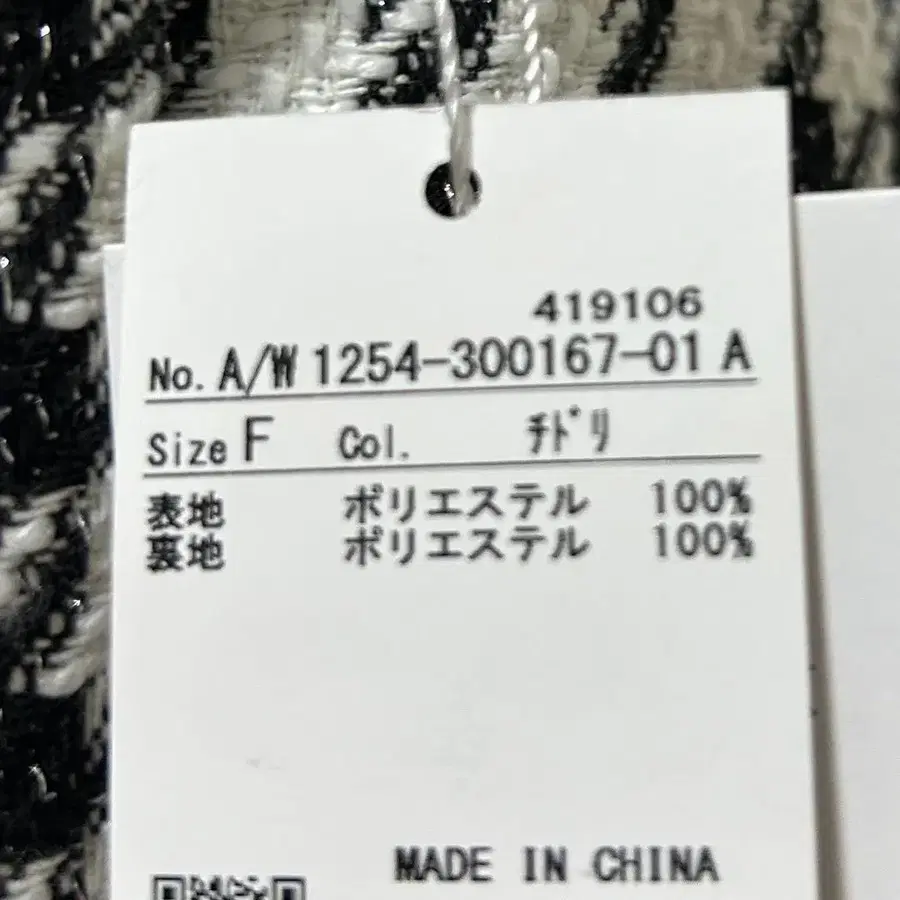 419106
No. A/W 1254-300167-01 A
Size F Col. ﾁﾄﾞﾘ
表地 ポリエステル 100%
裏地 ポリエステル 100%
MADE IN CHINA